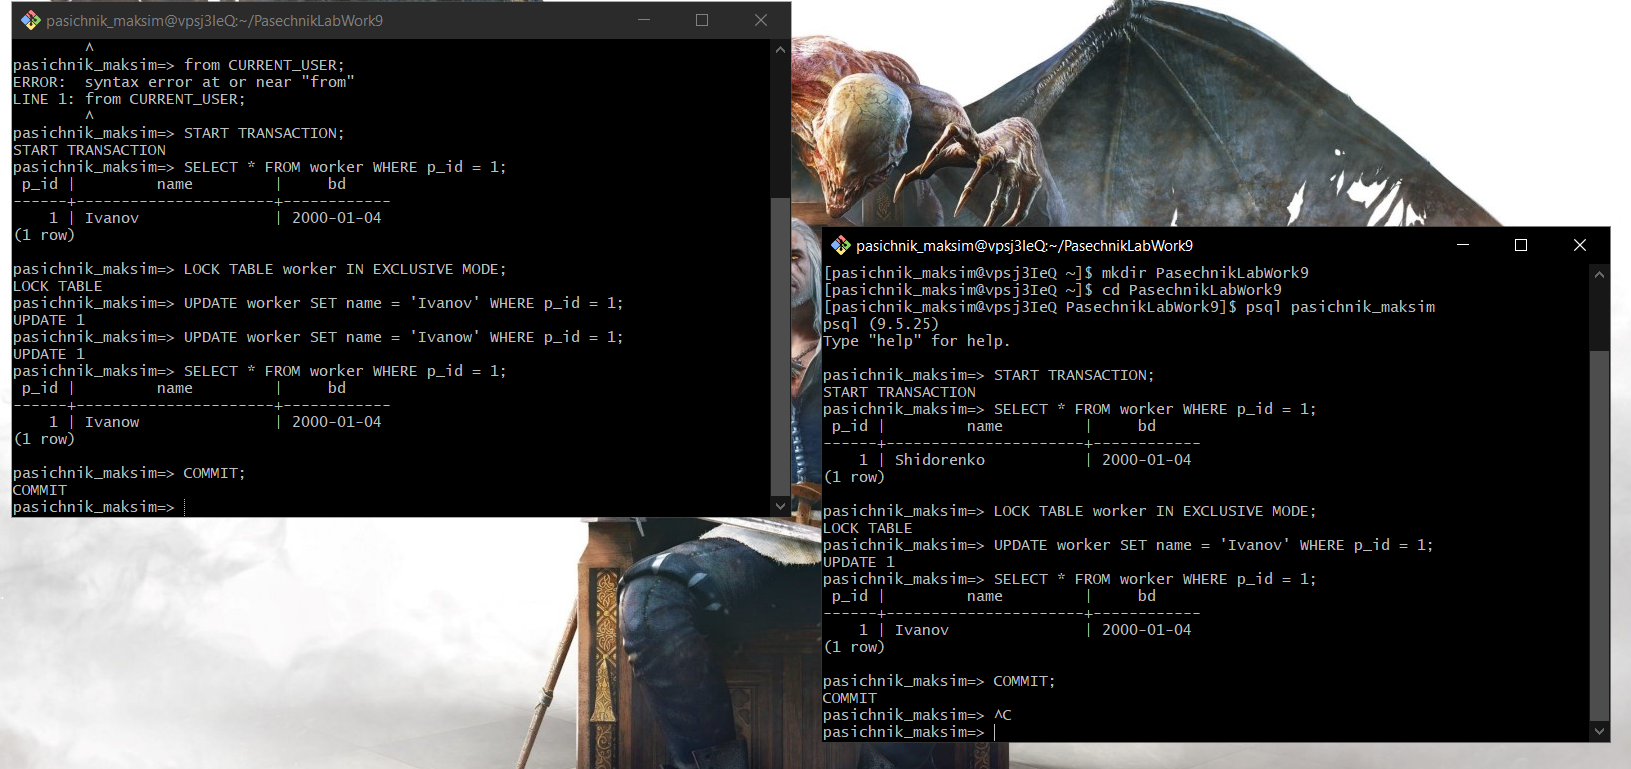 pasichnik_maksim@vpsj3IeQ:~/PasechnikLabWork9
        ^
pasichnik_maksim=> from CURRENT_USER;
ERROR:  syntax error at or near "from"
LINE 1: from CURRENT_USER;
        ^
pasichnik_maksim=> START TRANSACTION;
START TRANSACTION
pasichnik_maksim=> SELECT * FROM worker WHERE p_id = 1;
 p_id |         name         |     bd
------+----------------------+------------
    1 | Ivanov               | 2000-01-04
(1 row)
pasichnik_maksim=> LOCK TABLE worker IN EXCLUSIVE MODE;
LOCK TABLE
pasichnik_maksim=> UPDATE worker SET name = 'Ivanov' WHERE p_id = 1;
UPDATE 1
pasichnik_maksim=> UPDATE worker SET name = 'Ivanow' WHERE p_id = 1;
UPDATE 1
pasichnik_maksim=> SELECT * FROM worker WHERE p_id = 1;
 p_id |         name         |     bd
------+----------------------+------------
    1 | Ivanow               | 2000-01-04
(1 row)
pasichnik_maksim=> COMMIT;
COMMIT
pasichnik_maksim=>
pasichnik_maksim@vpsj3IeQ:~/PasechnikLabWork9
[pasichnik_maksim@vpsj3IeQ ~]$ mkdir PasechnikLabWork9
[pasichnik_maksim@vpsj3IeQ ~]$ cd PasechnikLabWork9
[pasichnik_maksim@vpsj3IeQ PasechnikLabWork9]$ psql pasichnik_maksim
psql (9.5.25)
Type "help" for help.
pasichnik_maksim=> START TRANSACTION;
START TRANSACTION
pasichnik_maksim=> SELECT * FROM worker WHERE p_id = 1;
 p_id |         name         |     bd
------+----------------------+------------
    1 | Shidorenko           | 2000-01-04
(1 row)
pasichnik_maksim=> LOCK TABLE worker IN EXCLUSIVE MODE;
LOCK TABLE
pasichnik_maksim=> UPDATE worker SET name = 'Ivanov' WHERE p_id = 1;
UPDATE 1
pasichnik_maksim=> SELECT * FROM worker WHERE p_id = 1;
 p_id |         name         |     bd
------+----------------------+------------
    1 | Ivanov               | 2000-01-04
(1 row)
pasichnik_maksim=> COMMIT;
COMMIT
pasichnik_maksim=> ^C
pasichnik_maksim=>